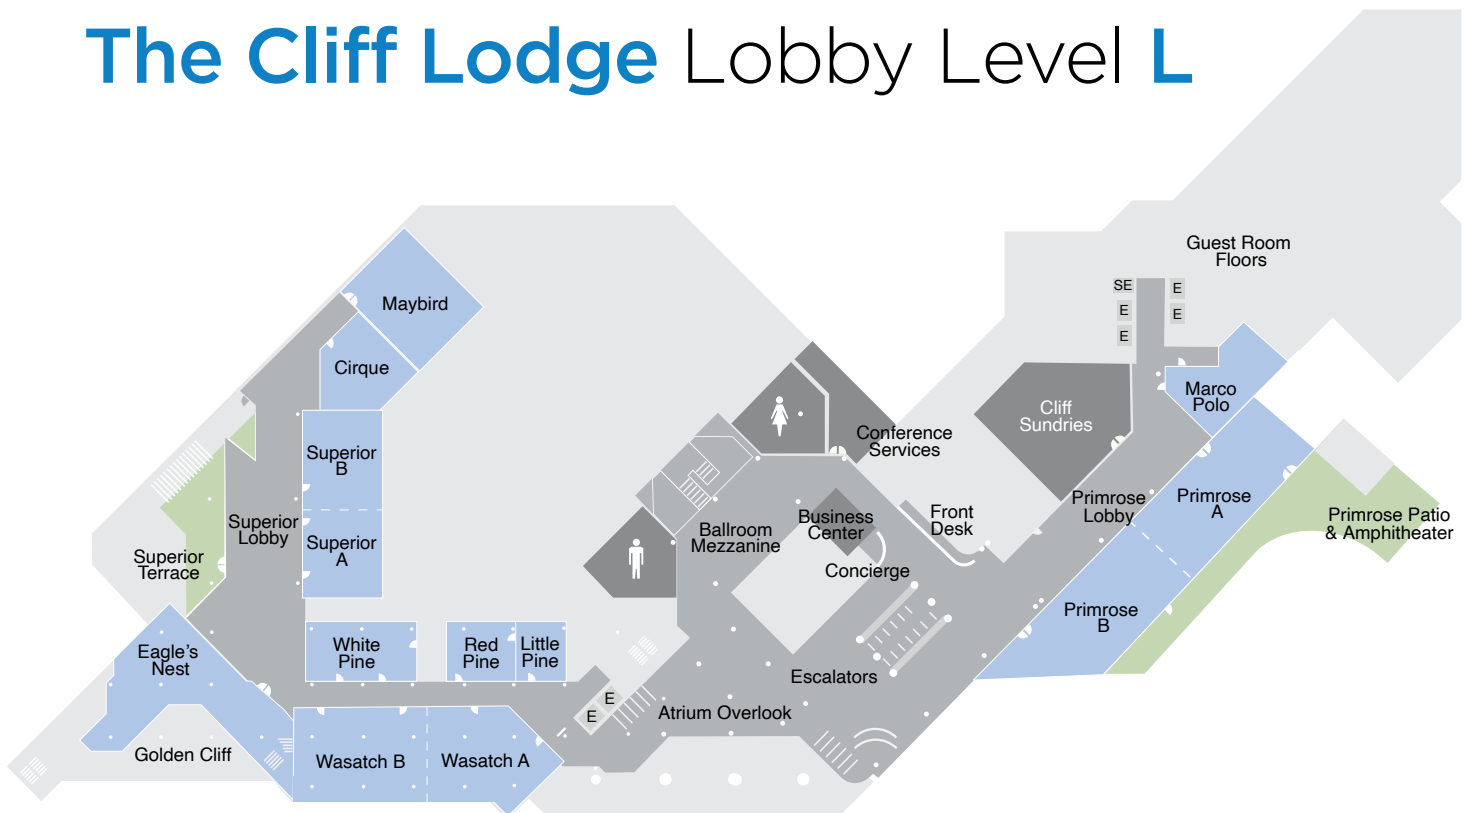 The Cliff Lodge Lobby Level L
Guest Room
Floors
SE
E
E
E
E
E
Maybird
Cirque
Marco
Polo
Cliff
Sundries
Conference
Services
Superior
B
Primrose
Lobby
Primrose
A
Primrose Patio
& Amphitheater
Superior
Lobby
Superior
A
Superior
Terrace
Ballroom
Mezzanine
Business
Center
Front
Desk
Concierge
Primrose
B
Eagle's
Nest
White
Pine
Red
Pine
Little
Pine
Escalators
E
E
Atrium Overlook
Golden Cliff
Wasatch B
Wasatch A